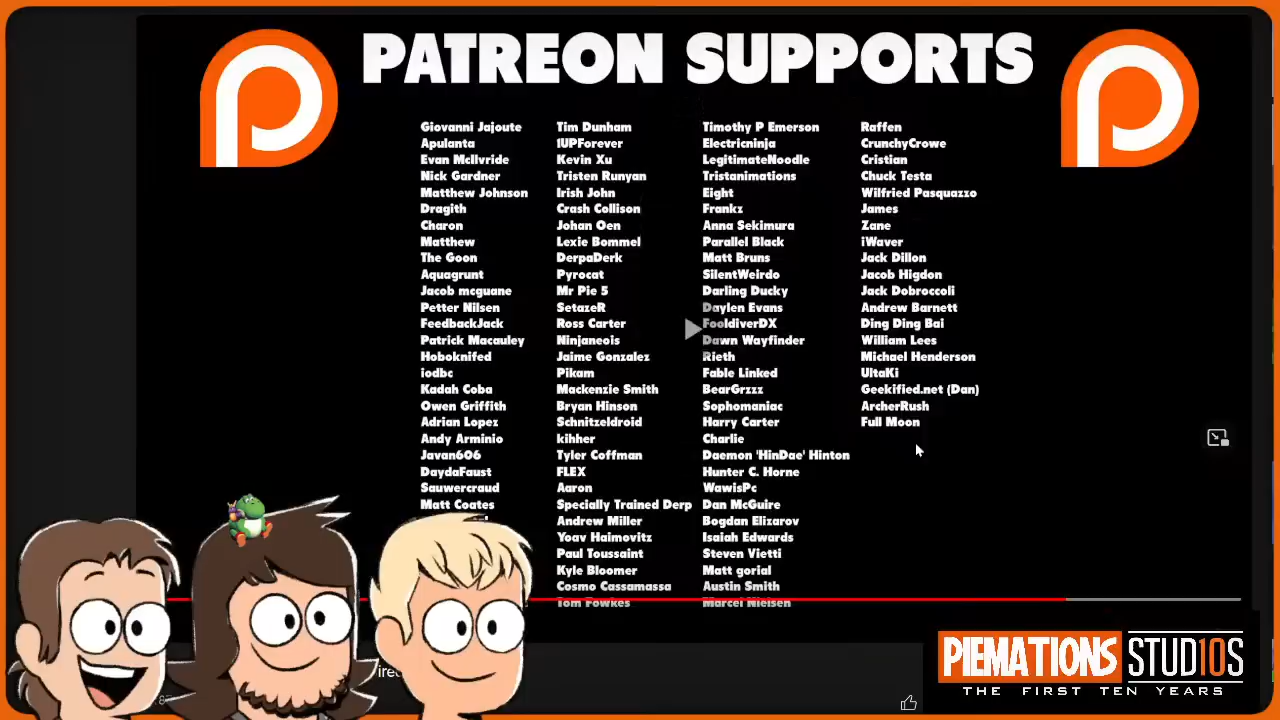 PATREON SUPPORTS
Giovanni Jajoute
Apulanta
Evan McIlvride
Nick Gardner
Matthew Johnson
Dragith
Charon
Matthew
The Goon
Aquagrunt
Jacob mcguane
Petter Nilsen
FeedbackJack
Patrick Macauley
Hoboknifed
iodbc
Kadah Coba
Owen Griffith
Adrian Lopez
Andy Arminio
Javan606
DaydaFaust
Sauwercraud
Matt Coates
Tim Dunham
1UPForever
Kevin Xu
Tristen Runyan
Irish John
Crash Collison
Johan Oen
Lexie Bommel
DerpaDerk
Pyrocat
Mr Pie 5
SetazeR
Ross Carter
Ninjaneois
Jaime Gonzalez
Pikam
Mackenzie Smith
Bryan Hinson
Schnitzeldroid
kihher
Tyler Coffman
FLEX
Aaron
Specially Trained Derp
Andrew Miller
Yoav Haimovitz
Paul Toussaint
Kyle Bloomer
Cosmo Cassamassa
Tom Fowkes
Timothy P Emerson
Electricninja
LegitimateNoodle
Tristanimations
Eight
Frankz
Anna Sekimura
Parallel Black
Matt Bruns
SilentWeirdo
Darling Ducky
Daylen Evans
FooldiverDX
Dawn Wayfinder
Rieth
Fable Linked
BearGrzzz
Sophomaniac
Harry Carter
Charlie
Daemon 'HinDae' Hinton
Hunter C. Horne
WawisPc
Dan McGuire
Bogdan Elizarov
Isaiah Edwards
Steven Vietti
Matt gorial
Austin Smith
Marcel Nielsen
Raffen
CrunchyCrowe
Cristian
Chuck Testa
Wilfried Pasquazzo
James
Zane
iWaver
Jack Dillon
Jacob Higdon
Jack Dobroccoli
Andrew Barnett
Ding Ding Bai
William Lees
Michael Henderson
UltaKi
Geekified.net (Dan)
ArcherRush
Full Moon
PIEMATIONS STUD10S
THE FIRST TEN YEARS